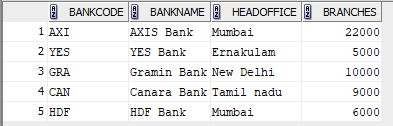 BANKCODE BANKNAME HEADOFFICE BRANCHES
1 AXI AXIS Bank Mumbai 22000
2 YES YES Bank Ernakulam 5000
3 GRA Gramin Bank New Delhi 10000
4 CAN Canara Bank Tamil nadu 9000
5 HDF HDF Bank Mumbai 6000